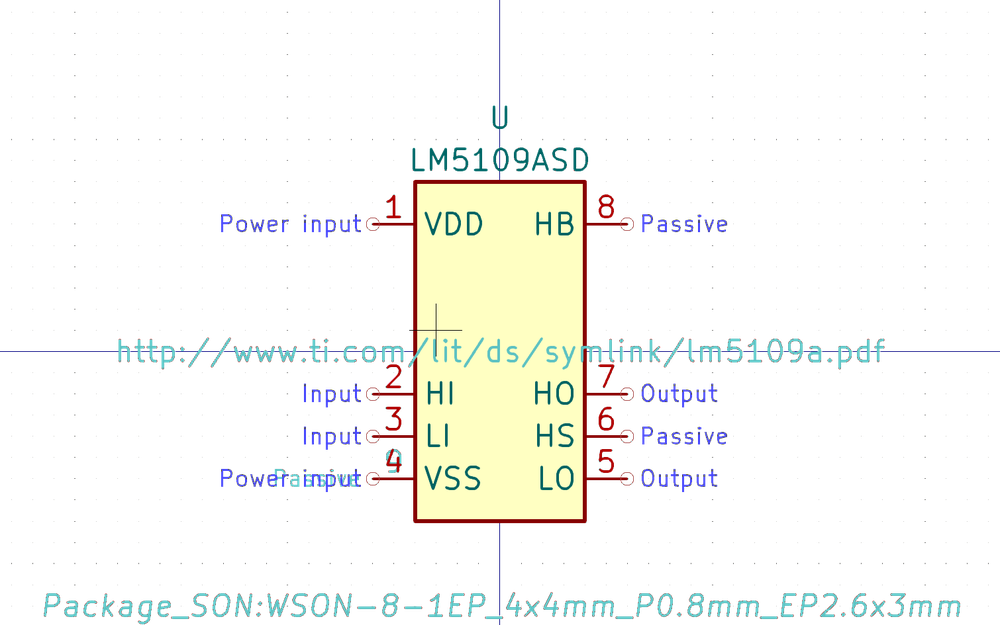 U
LM5109ASD
Power input 1 VDD HB 8 Passive
http://www.ti.com/lit/ds/symlink/lm5109a.pdf
Input 2 HI HO 7 Output
Input 3 LI HS 6 Passive
Passive 9
Power input 4 VSS LO 5 Output
Package_SON:WSON-8-1EP_4x4mm_P0.8mm_EP2.6x3mm